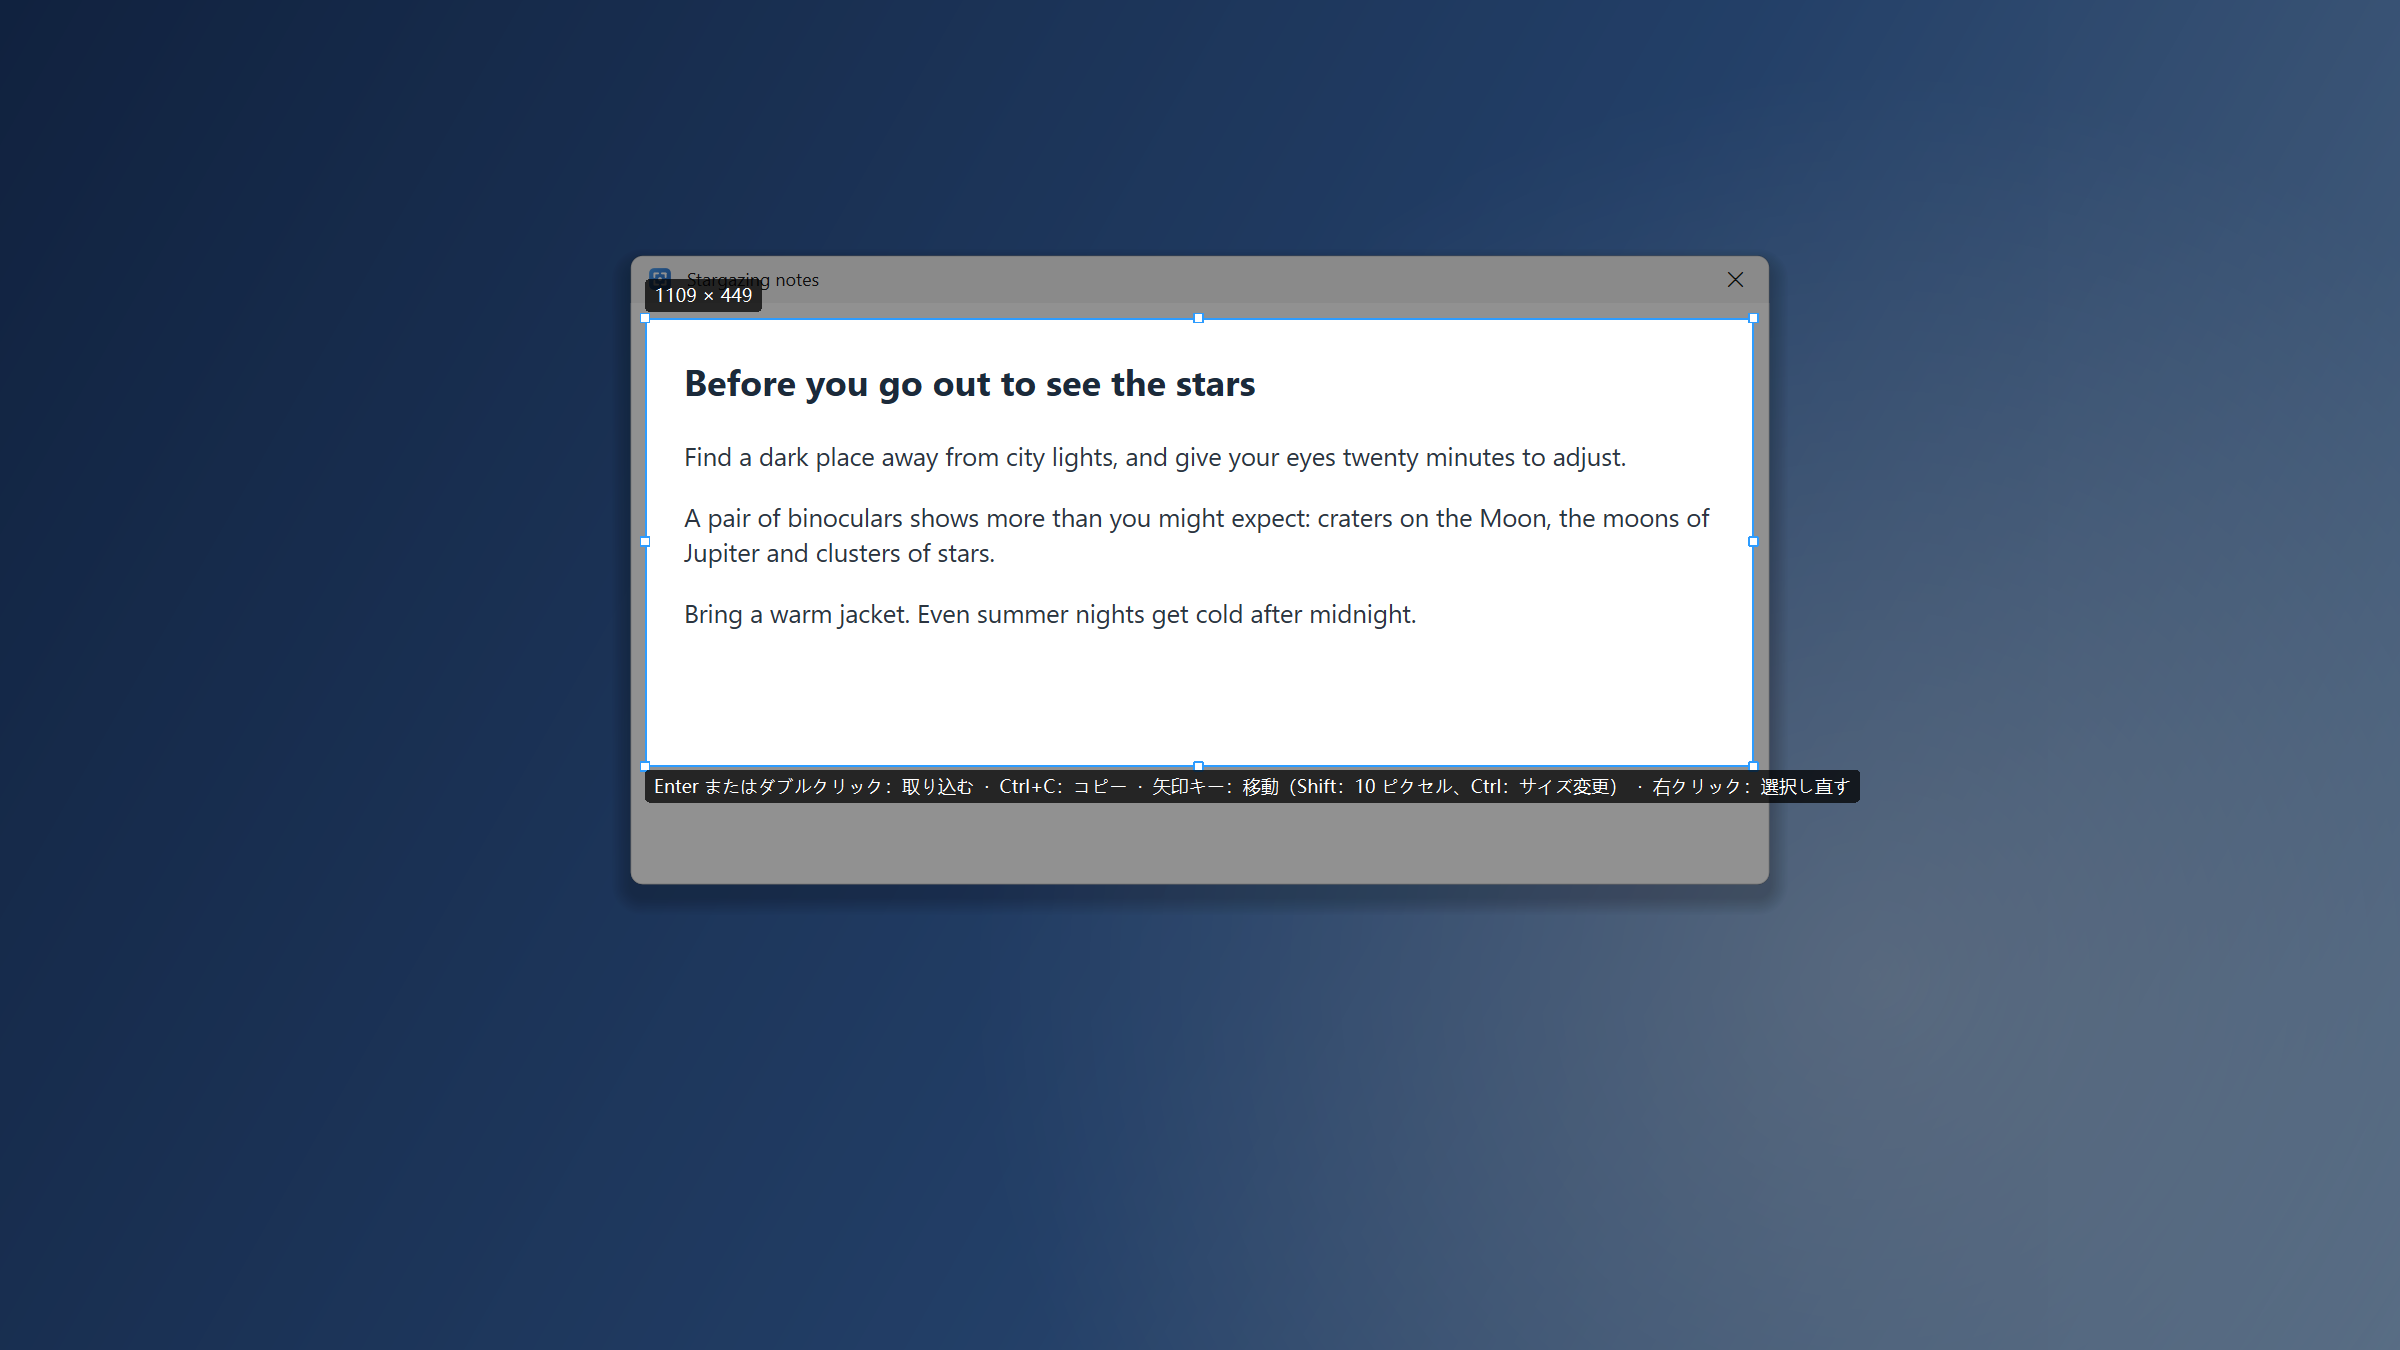 Stargazing notes
1109 × 449
Before you go out to see the stars
Find a dark place away from city lights, and give your eyes twenty minutes to adjust.
A pair of binoculars shows more than you might expect: craters on the Moon, the moons of
Jupiter and clusters of stars.
Bring a warm jacket. Even summer nights get cold after midnight.
Enter またはダブルクリック：取り込む · Ctrl+C：コピー · 矢印キー：移動（Shift：10 ピクセル、Ctrl：サイズ変更） · 右クリック：選択し直す